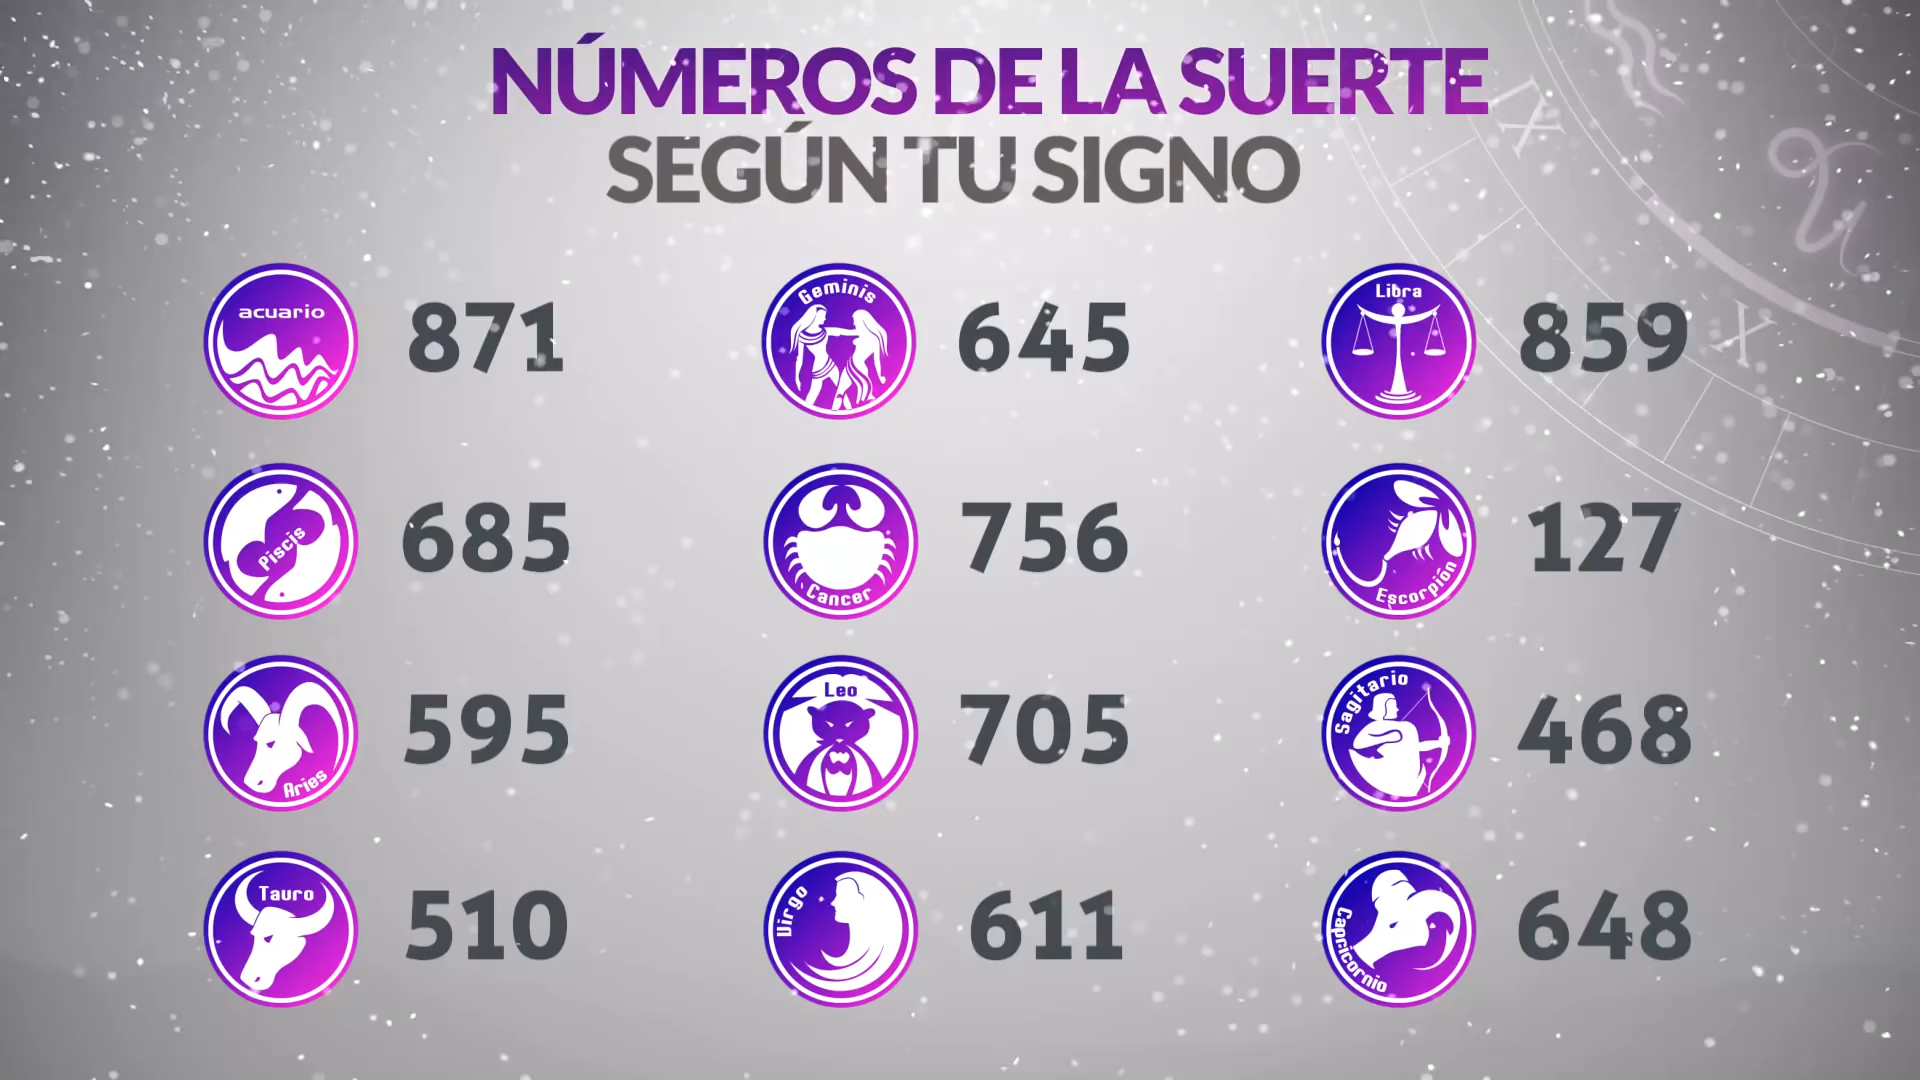 NÚMEROS DE LA SUERTE
SEGÚN TU SIGNO
acuario 871
Geminis 645
Libra 859
Piscis 685
Cancer 756
Escorpión 127
Aries 595
Leo 705
Sagitario 468
Tauro 510
Virgo 611
Capricornio 648
X
X